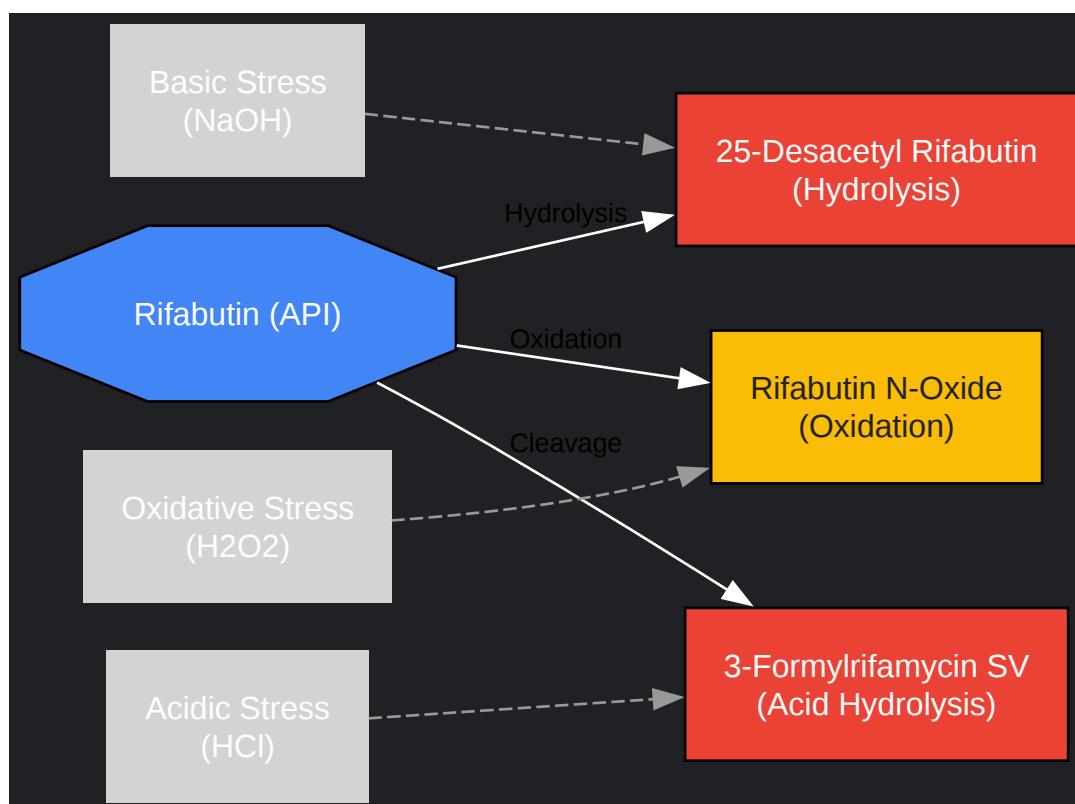 Basic Stress
(NaOH)
25-Desacetyl Rifabutin
(Hydrolysis)
Hydrolysis
Rifabutin (API)
Oxidation
Rifabutin N-Oxide
(Oxidation)
Cleavage
Oxidative Stress
(H2O2)
3-Formylrifamycin SV
(Acid Hydrolysis)
Acidic Stress
(HCl)